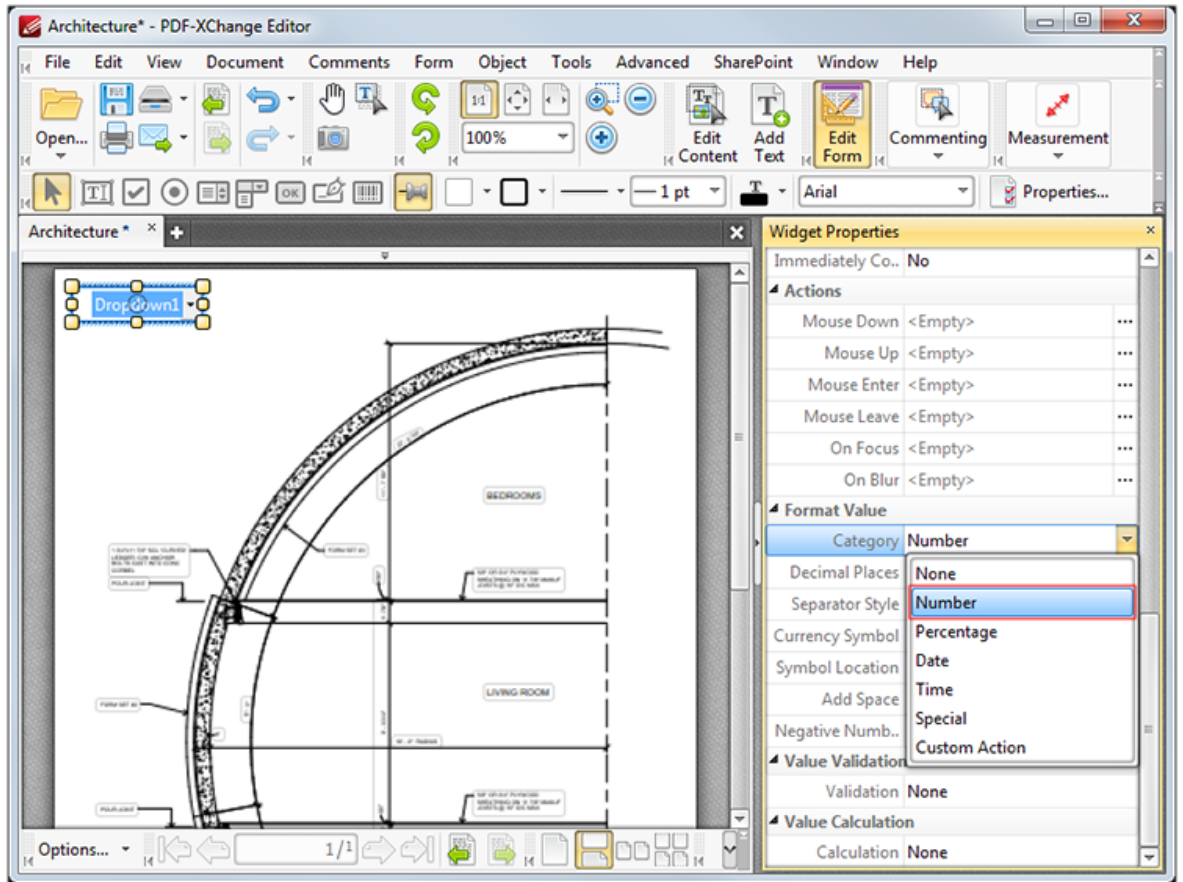 Architecture* - PDF-XChange Editor
File Edit View Document Comments Form Object Tools Advanced SharePoint Window Help
Open... 1:1 100% Edit Content Add Text Edit Form Commenting Measurement
OK 1 pt T Arial Properties...
Architecture *
Widget Properties
Immediately Co.. No
Dropdown1
Actions
Mouse Down <Empty> ...
Mouse Up <Empty> ...
Mouse Enter <Empty> ...
Mouse Leave <Empty> ...
On Focus <Empty> ...
On Blur <Empty> ...
BEDROOMS
Format Value
Category Number
Decimal Places
None
Separator Style
Number
Currency Symbol
Percentage
Symbol Location
Date
Add Space
Time
Negative Numb..
Special
Custom Action
LIVING ROOM
Value Validation
Validation None
Value Calculation
Calculation None
Options... 1/1